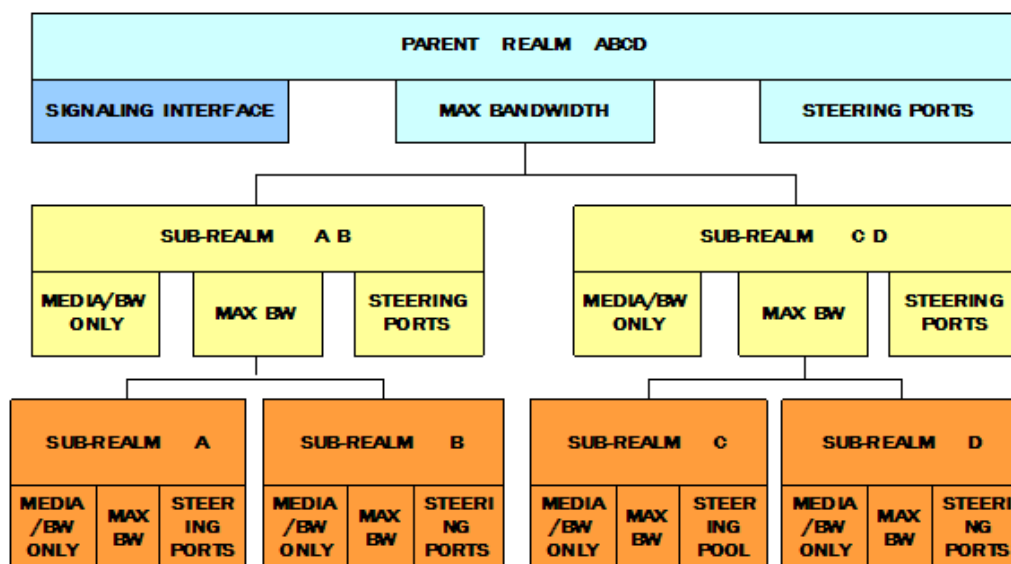 PARENT REALM ABCD
SIGNALING INTERFACE
MAX BANDWIDTH
STEERING PORTS
SUB-REALM A B
MEDIA/BW
ONLY
MAX BW
STEERING
PORTS
SUB-REALM C D
MEDIA/BW
ONLY
MAX BW
STEERING
PORTS
SUB-REALM A
MEDIA
/BW
ONLY
MAX
BW
STEER
ING
PORTS
SUB-REALM B
MEDIA
/BW
ONLY
MAX
BW
STEERI
NG
PORTS
SUB-REALM C
MEDIA
/BW
ONLY
MAX
BW
STEER
ING
POOL
SUB-REALM D
MEDIA
/BW
ONLY
MAX
BW
STEERI
NG
PORTS